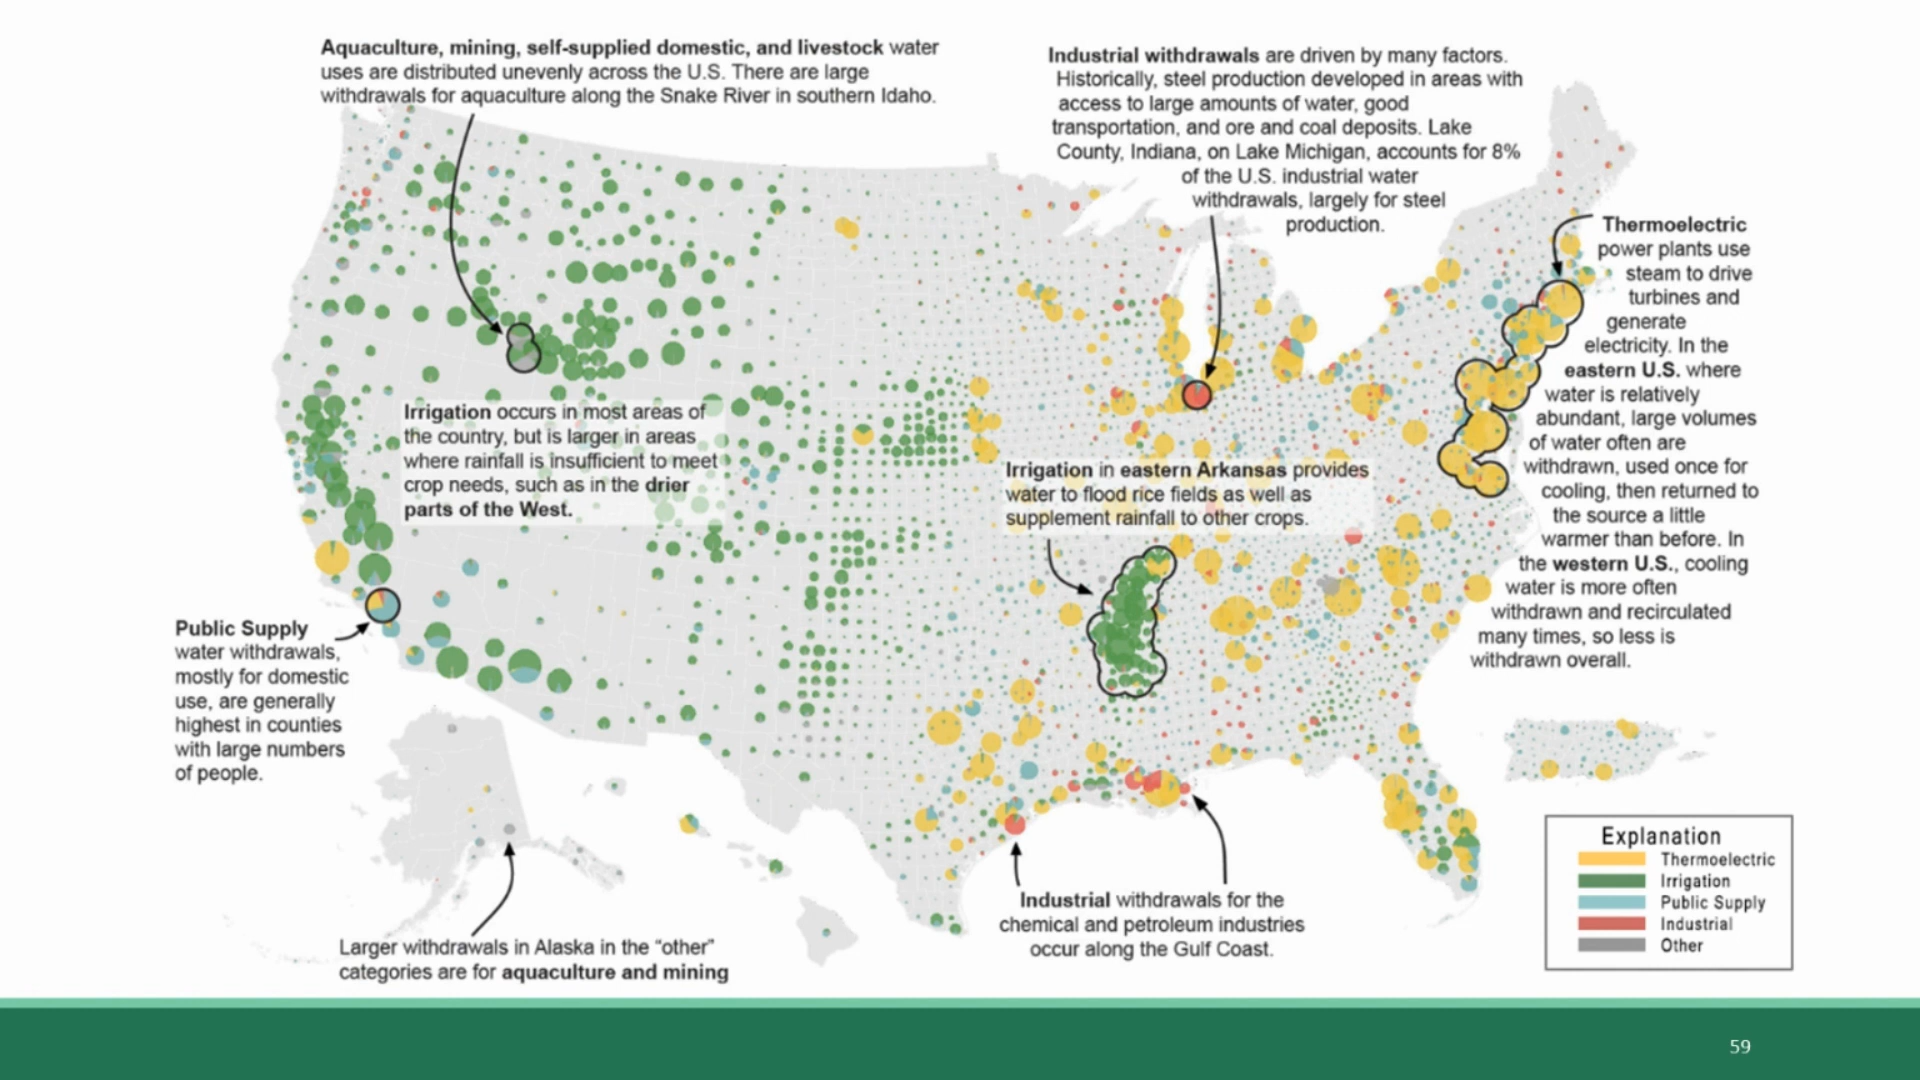 Aquaculture, mining, self-supplied domestic, and livestock water
uses are distributed unevenly across the U.S. There are large
withdrawals for aquaculture along the Snake River in southern Idaho.
Industrial withdrawals are driven by many factors.
Historically, steel production developed in areas with
access to large amounts of water, good
transportation, and ore and coal deposits. Lake
County, Indiana, on Lake Michigan, accounts for 8%
of the U.S. industrial water
withdrawals, largely for steel
production.
Thermoelectric
power plants use
steam to drive
turbines and
generate
electricity. In the
eastern U.S. where
water is relatively
abundant, large volumes
of water often are
withdrawn, used once for
cooling, then returned to
the source a little
warmer than before. In
the western U.S., cooling
water is more often
withdrawn and recirculated
many times, so less is
withdrawn overall.
Irrigation occurs in most areas of
the country, but is larger in areas
where rainfall is insufficient to meet
crop needs, such as in the drier
parts of the West.
Irrigation in eastern Arkansas provides
water to flood rice fields as well as
supplement rainfall to other crops.
Public Supply
water withdrawals,
mostly for domestic
use, are generally
highest in counties
with large numbers
of people.
Larger withdrawals in Alaska in the “other”
categories are for aquaculture and mining
Industrial withdrawals for the
chemical and petroleum industries
occur along the Gulf Coast.
Explanation
Thermoelectric
Irrigation
Public Supply
Industrial
Other
59